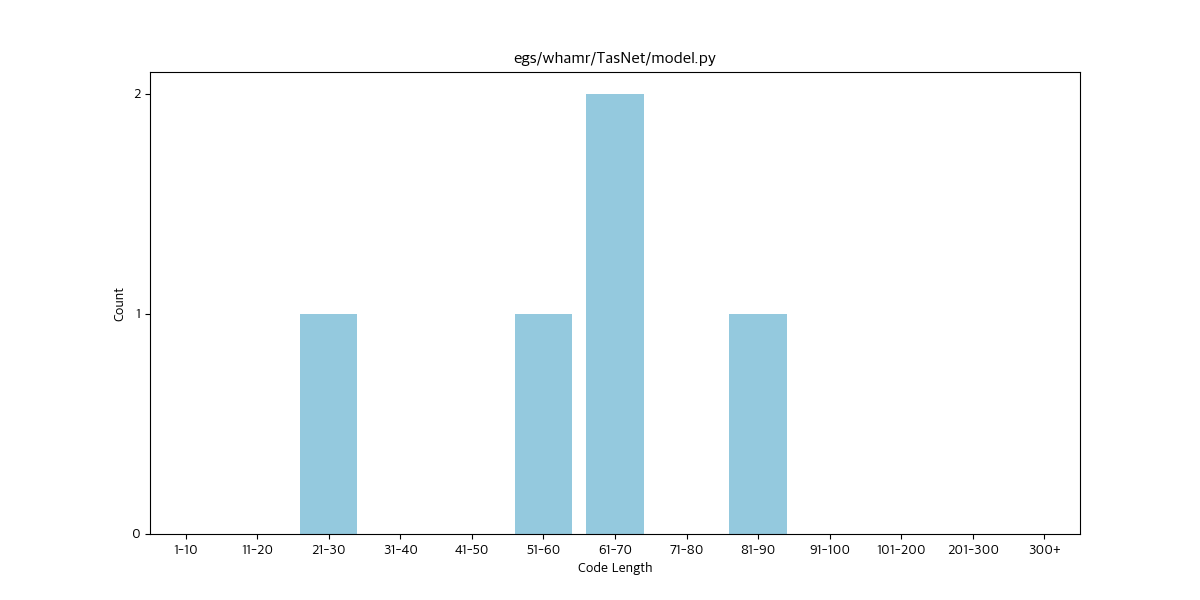 egs/whamr/TasNet/model.py
2
1
0
Count
1-10 11-20 21-30 31-40 41-50 51-60 61-70 71-80 81-90 91-100 101-200 201-300 300+
Code Length